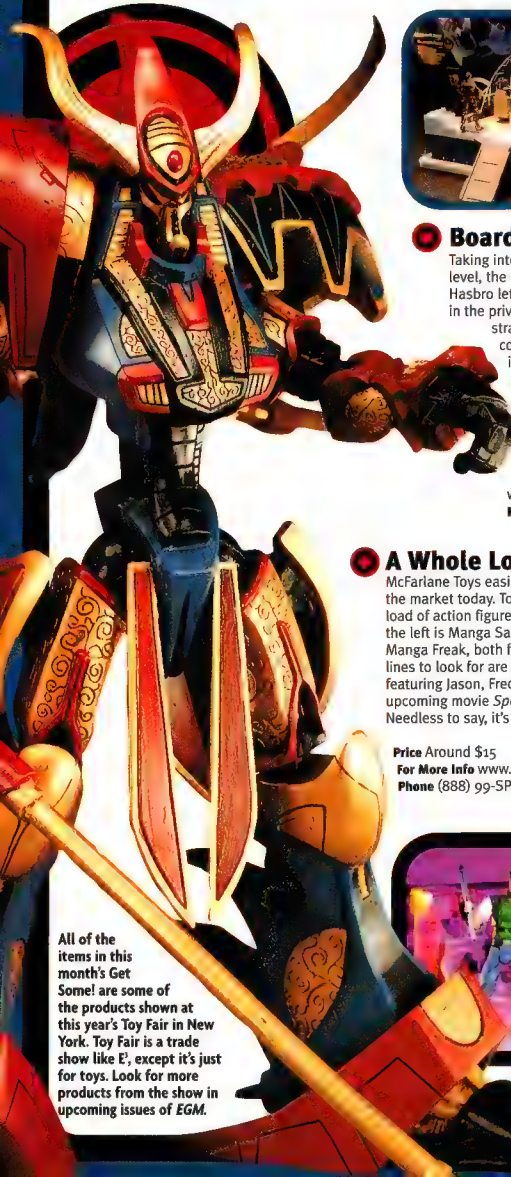 Board
Taking into
level, the
Hasbro let
in the priv
stra
co
i
A Whole Lo
McFarlane Toys easi
the market today. To
load of action figure
the left is Manga Sa
Manga Freak, both f
lines to look for are
featuring Jason, Fred
upcoming movie Spe
Needless to say, it's
Price Around $15
For More Info www.
Phone (888) 99-SP
All of the
items in this
month's Get
Some! are some of
the products shown at
this year's Toy Fair in New
York. Toy Fair is a trade
show like E³, except it's just
for toys. Look for more
products from the show in
upcoming issues of EGM.